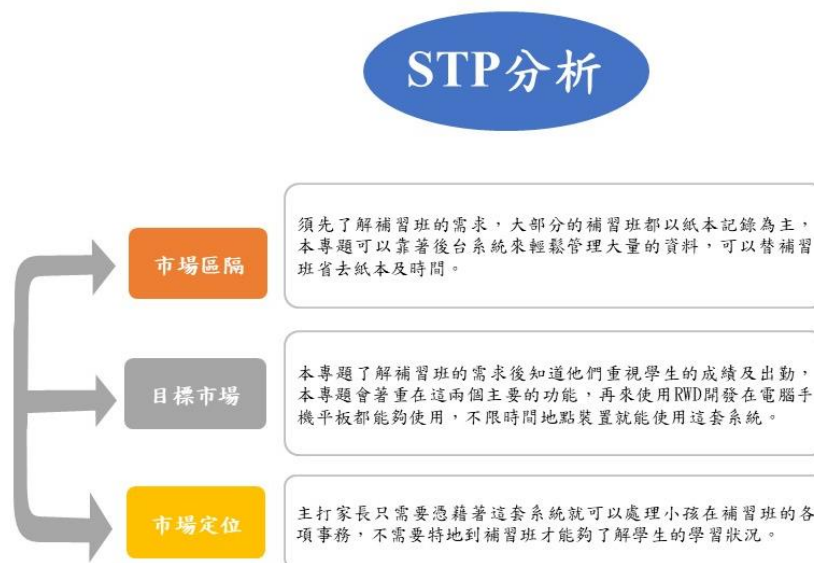 STP分析
市場區隔
須先了解補習班的需求，大部分的補習班都以紙本記錄為主，
本專題可以靠著後台系統來輕鬆管理大量的資料，可以替補習
班省去紙本及時間。
目標市場
本專題了解補習班的需求後知道他們重視學生的成績及出勤，
本專題會著重在這兩個主要的功能，再來使用RWD開發在電腦手
機平板都能夠使用，不限時間地點裝置就能使用這套系統。
市場定位
主打家長只需要憑藉著這套系統就可以處理小孩在補習班的各
項事務，不需要特地到補習班才能夠了解學生的學習狀況。